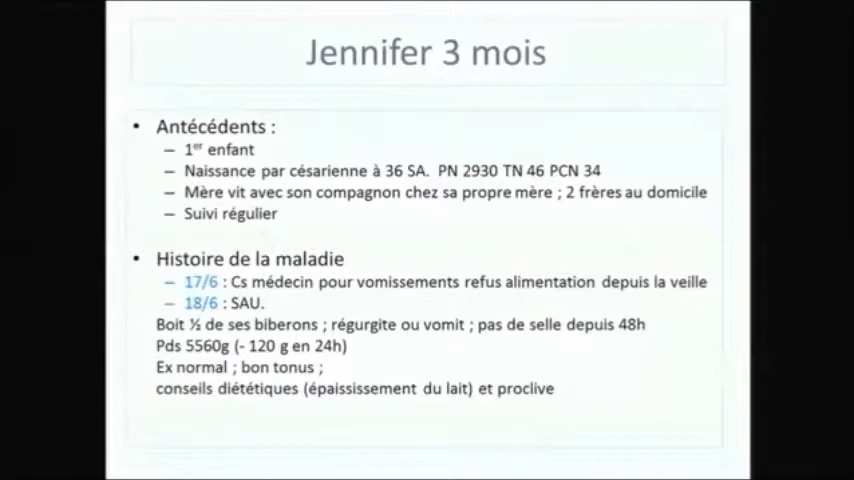 Jennifer 3 mois
• Antécédents :
– 1er enfant
– Naissance par césarienne à 36 SA. PN 2930 TN 46 PCN 34
– Mère vit avec son compagnon chez sa propre mère ; 2 frères au domicile
– Suivi régulier
• Histoire de la maladie
– 17/6 : Cs médecin pour vomissements refus alimentation depuis la veille
– 18/6 : SAU.
Boit ½ de ses biberons ; régurgite ou vomit ; pas de selle depuis 48h
Pds 5560g (- 120 g en 24h)
Ex normal ; bon tonus ;
conseils diététiques (épaississement du lait) et proclive